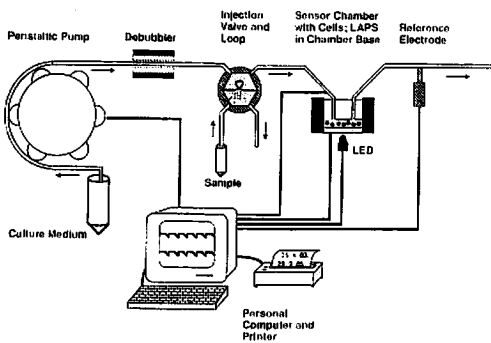 Peristaltic Pump
Debubbler
Injection
Valve and
Loop
Sensor Chamber
with Cells; LAPS
in Chamber Base
Reference
Electrode
LED
Sample
Culture Medium
Personal
Computer and
Printer